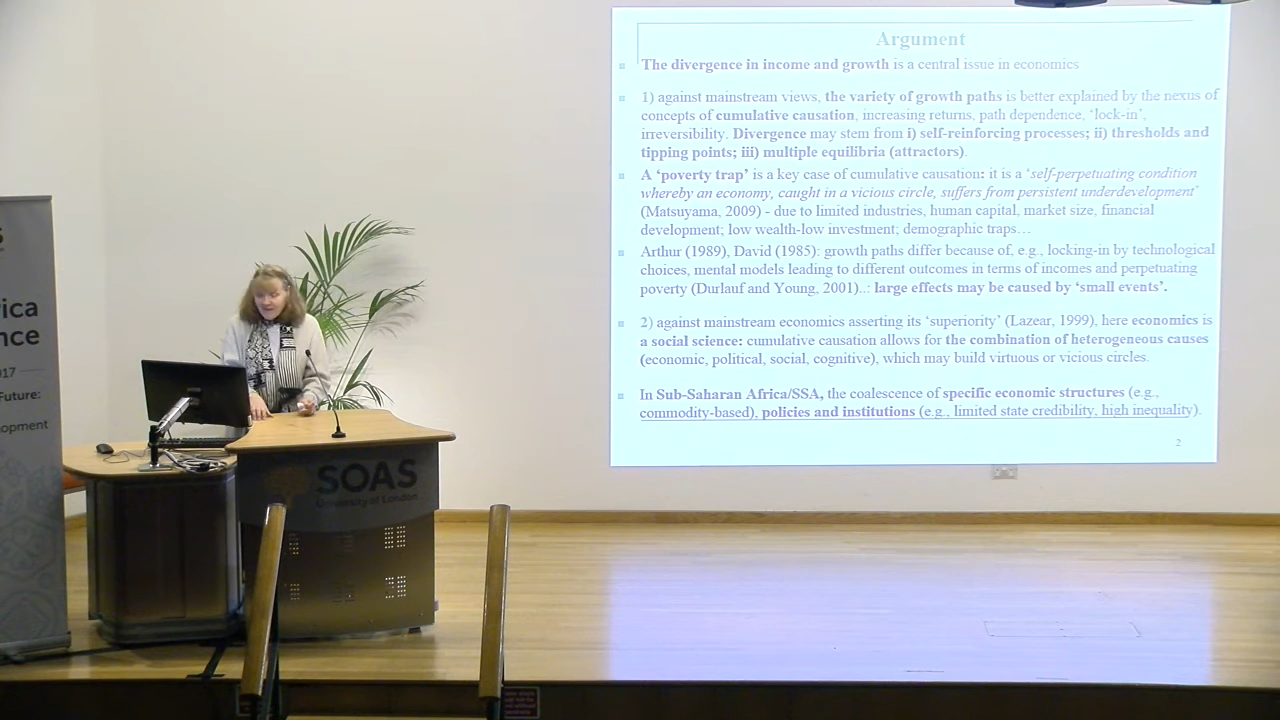 s
ica
nce
017
Future:
opment
SOAS
University of London
Argument
The divergence in income and growth is a central issue in economics
1) against mainstream views, the variety of growth paths is better explained by the nexus of
concepts of cumulative causation, increasing returns, path dependence, ‘lock-in’,
irreversibility. Divergence may stem from i) self-reinforcing processes; ii) thresholds and
tipping points; iii) multiple equilibria (attractors).
A ‘poverty trap’ is a key case of cumulative causation: it is a ‘self-perpetuating condition
whereby an economy, caught in a vicious circle, suffers from persistent underdevelopment’
(Matsuyama, 2009) - due to limited industries, human capital, market size, financial
development; low wealth-low investment; demographic traps…
Arthur (1989), David (1985): growth paths differ because of, e.g., locking-in by technological
choices, mental models leading to different outcomes in terms of incomes and perpetuating
poverty (Durlauf and Young, 2001)..: large effects may be caused by ‘small events’.
2) against mainstream economics asserting its ‘superiority’ (Lazear, 1999), here economics is
a social science: cumulative causation allows for the combination of heterogeneous causes
(economic, political, social, cognitive), which may build virtuous or vicious circles.
In Sub-Saharan Africa/SSA, the coalescence of specific economic structures (e.g.,
commodity-based), policies and institutions (e.g., limited state credibility, high inequality).
2